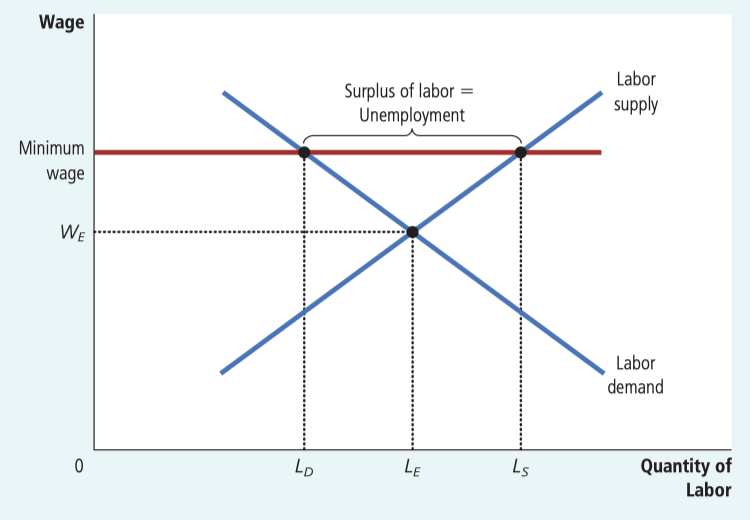 Wage
Surplus of labor =
Unemployment
Labor
supply
Minimum
wage
W_E
Labor
demand
0
L_D
L_E
L_S
Quantity of
Labor